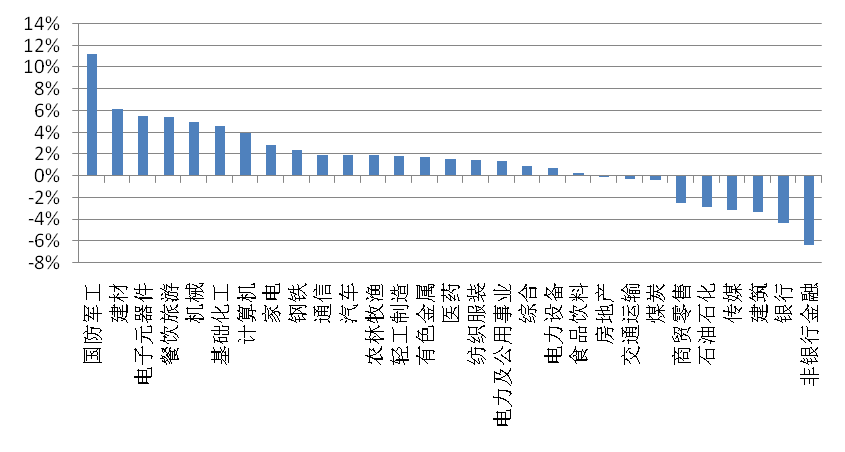 14%
12%
10%
8%
6%
4%
2%
0%
-2%
-4%
-6%
-8%
国防军工
建材
电子元器件
餐饮旅游
机械
基础化工
计算机
家电
钢铁
通信
汽车
农林牧渔
轻工制造
有色金属
医药
纺织服装
电力及公用事业
综合
电力设备
食品饮料
房地产
交通运输
煤炭
商贸零售
石油石化
传媒
建筑
银行
非银行金融